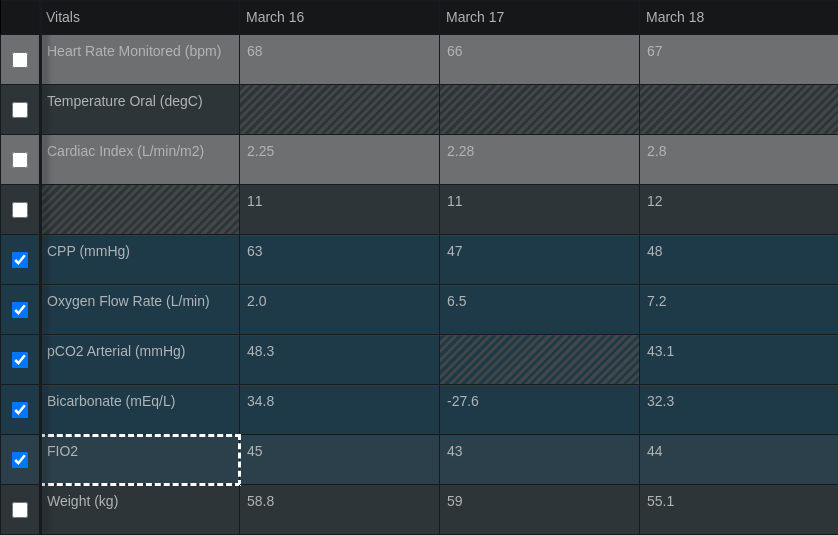 Vitals March 16 March 17 March 18
Heart Rate Monitored (bpm) 68 66 67
Temperature Oral (degC)
Cardiac Index (L/min/m2) 2.25 2.28 2.8
11 11 12
CPP (mmHg) 63 47 48
Oxygen Flow Rate (L/min) 2.0 6.5 7.2
pCO2 Arterial (mmHg) 48.3 43.1
Bicarbonate (mEq/L) 34.8 -27.6 32.3
FIO2 45 43 44
Weight (kg) 58.8 59 55.1